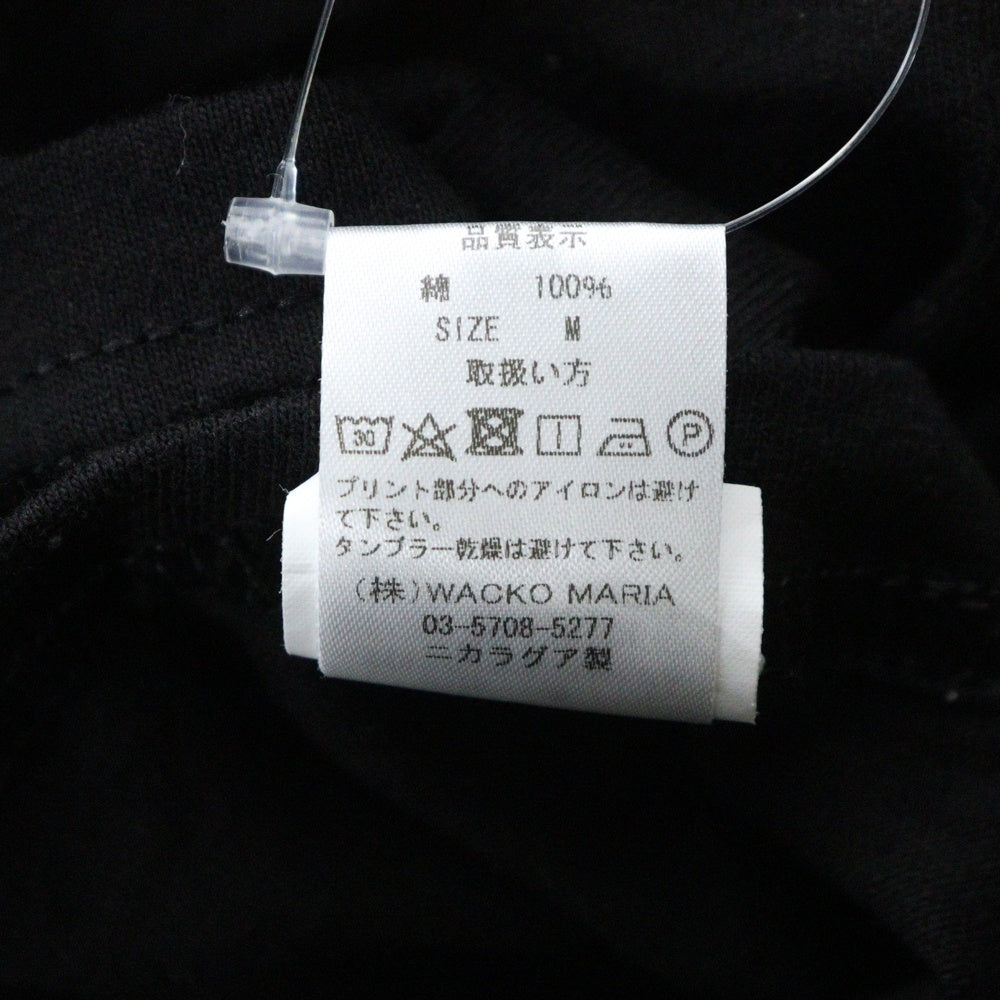 品質表示
綿 100%
SIZE M
取扱い方
30 P
プリント部分へのアイロンは避け
て下さい。
タンブラー乾燥は避けて下さい。
(株)WACKO MARIA
03-5708-5277
ニカラグア製